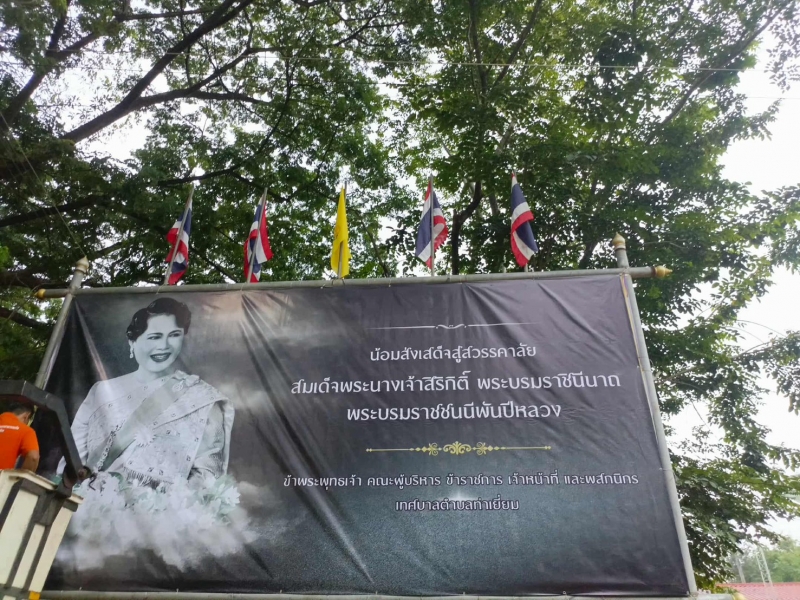 น้อมส่งเสด็จสู่สวรรคาลัย
สมเด็จพระนางเจ้าสิริกิติ์ พระบรมราชินีนาถ
พระบรมราชชนนีพันปีหลวง
ข้าพระพุทธเจ้า คณะผู้บริหาร ข้าราชการ เจ้าหน้าที่ และพสกนิกร
เทศบาลตำบลท่าเยี่ยม